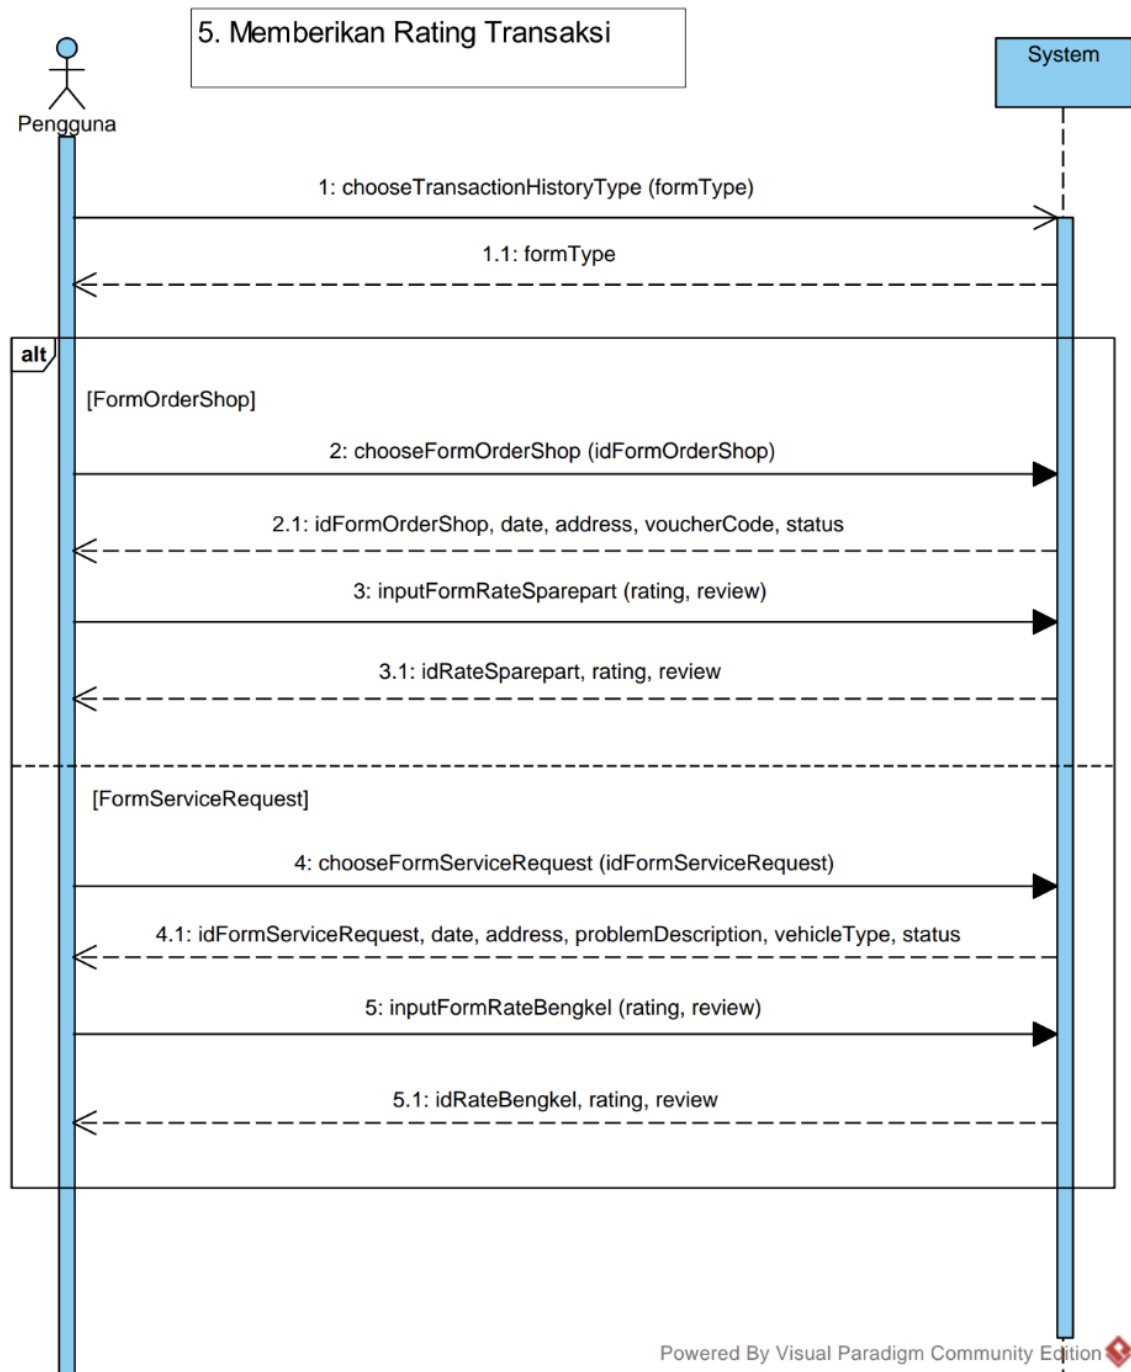 5. Memberikan Rating Transaksi
System
Pengguna
1: chooseTransactionHistoryType (formType)
1.1: formType
alt
[FormOrderShop]
2: chooseFormOrderShop (idFormOrderShop)
2.1: idFormOrderShop, date, address, voucherCode, status
3: inputFormRateSparepart (rating, review)
3.1: idRateSparepart, rating, review
[FormServiceRequest]
4: chooseFormServiceRequest (idFormServiceRequest)
4.1: idFormServiceRequest, date, address, problemDescription, vehicleType, status
5: inputFormRateBengkel (rating, review)
5.1: idRateBengkel, rating, review
Powered By Visual Paradigm Community Edition